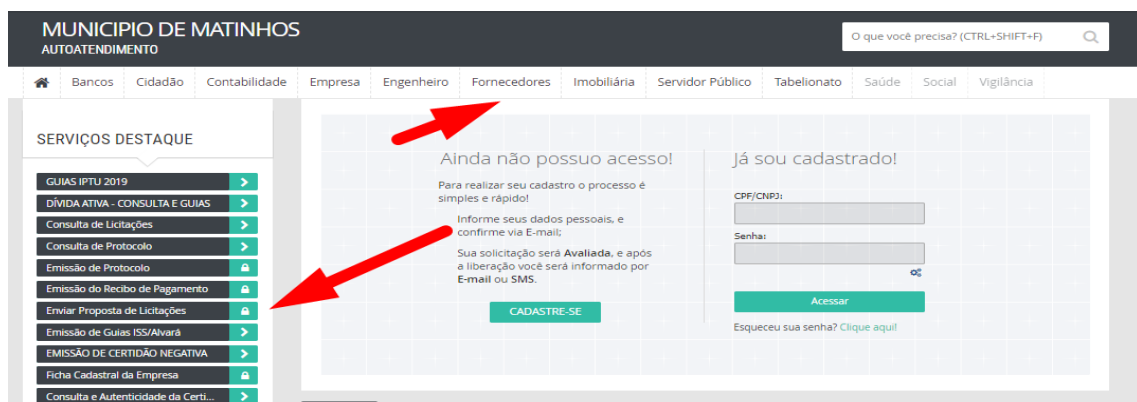 MUNICIPIO DE MATINHOS
AUTOATENDIMENTO
O que você precisa? (CTRL+SHIFT+F)
Bancos Cidadão Contabilidade Empresa Engenheiro Fornecedores Imobiliária Servidor Público Tabelionato Saúde Social Vigilância
SERVIÇOS DESTAQUE
GUIAS IPTU 2019
DÍVIDA ATIVA - CONSULTA E GUIAS
Consulta de Licitações
Consulta de Protocolo
Emissão de Protocolo
Emissão do Recibo de Pagamento
Enviar Proposta de Licitações
Emissão de Guias ISS/Alvará
EMISSÃO DE CERTIDÃO NEGATIVA
Ficha Cadastral da Empresa
Consulta e Autenticidade da Certi...
Ainda não possuo acesso!
Para realizar seu cadastro o processo é
simples e rápido!
Informe seus dados pessoais, e
confirme via E-mail;
Sua solicitação será Avaliada, e após
a liberação você será informado por
E-mail ou SMS.
CADASTRE-SE
Já sou cadastrado!
CPF/CNPJ:
Senha:
Acessar
Esqueceu sua senha? Clique aqui!